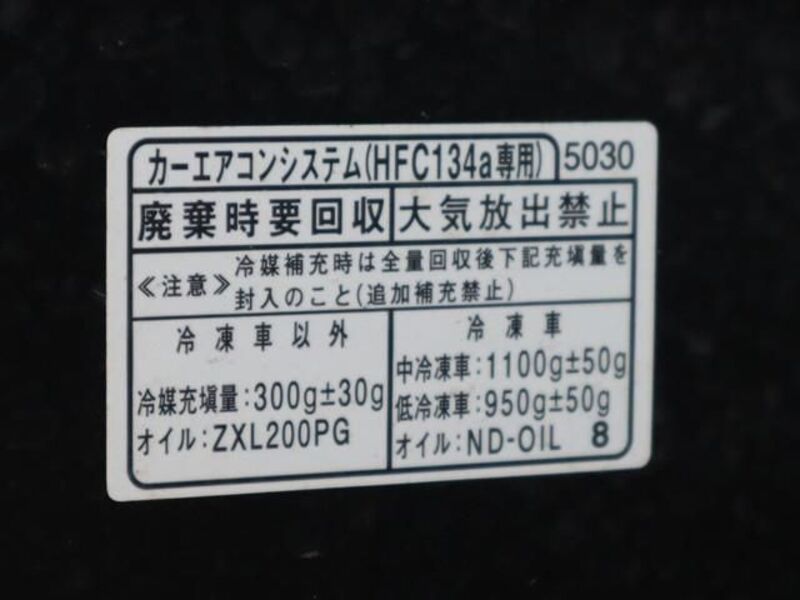 カーエアコンシステム(HFC134a専用) 5030
廃棄時要回収 大気放出禁止
≪注意≫ 冷媒補充時は全量回収後下記充塡量を
封入のこと(追加補充禁止)
冷凍車以外
冷媒充塡量:300g±30g
オイル:ZXL200PG
冷凍車
中冷凍車:1100g±50g
低冷凍車:950g±50g
オイル:ND-OIL 8